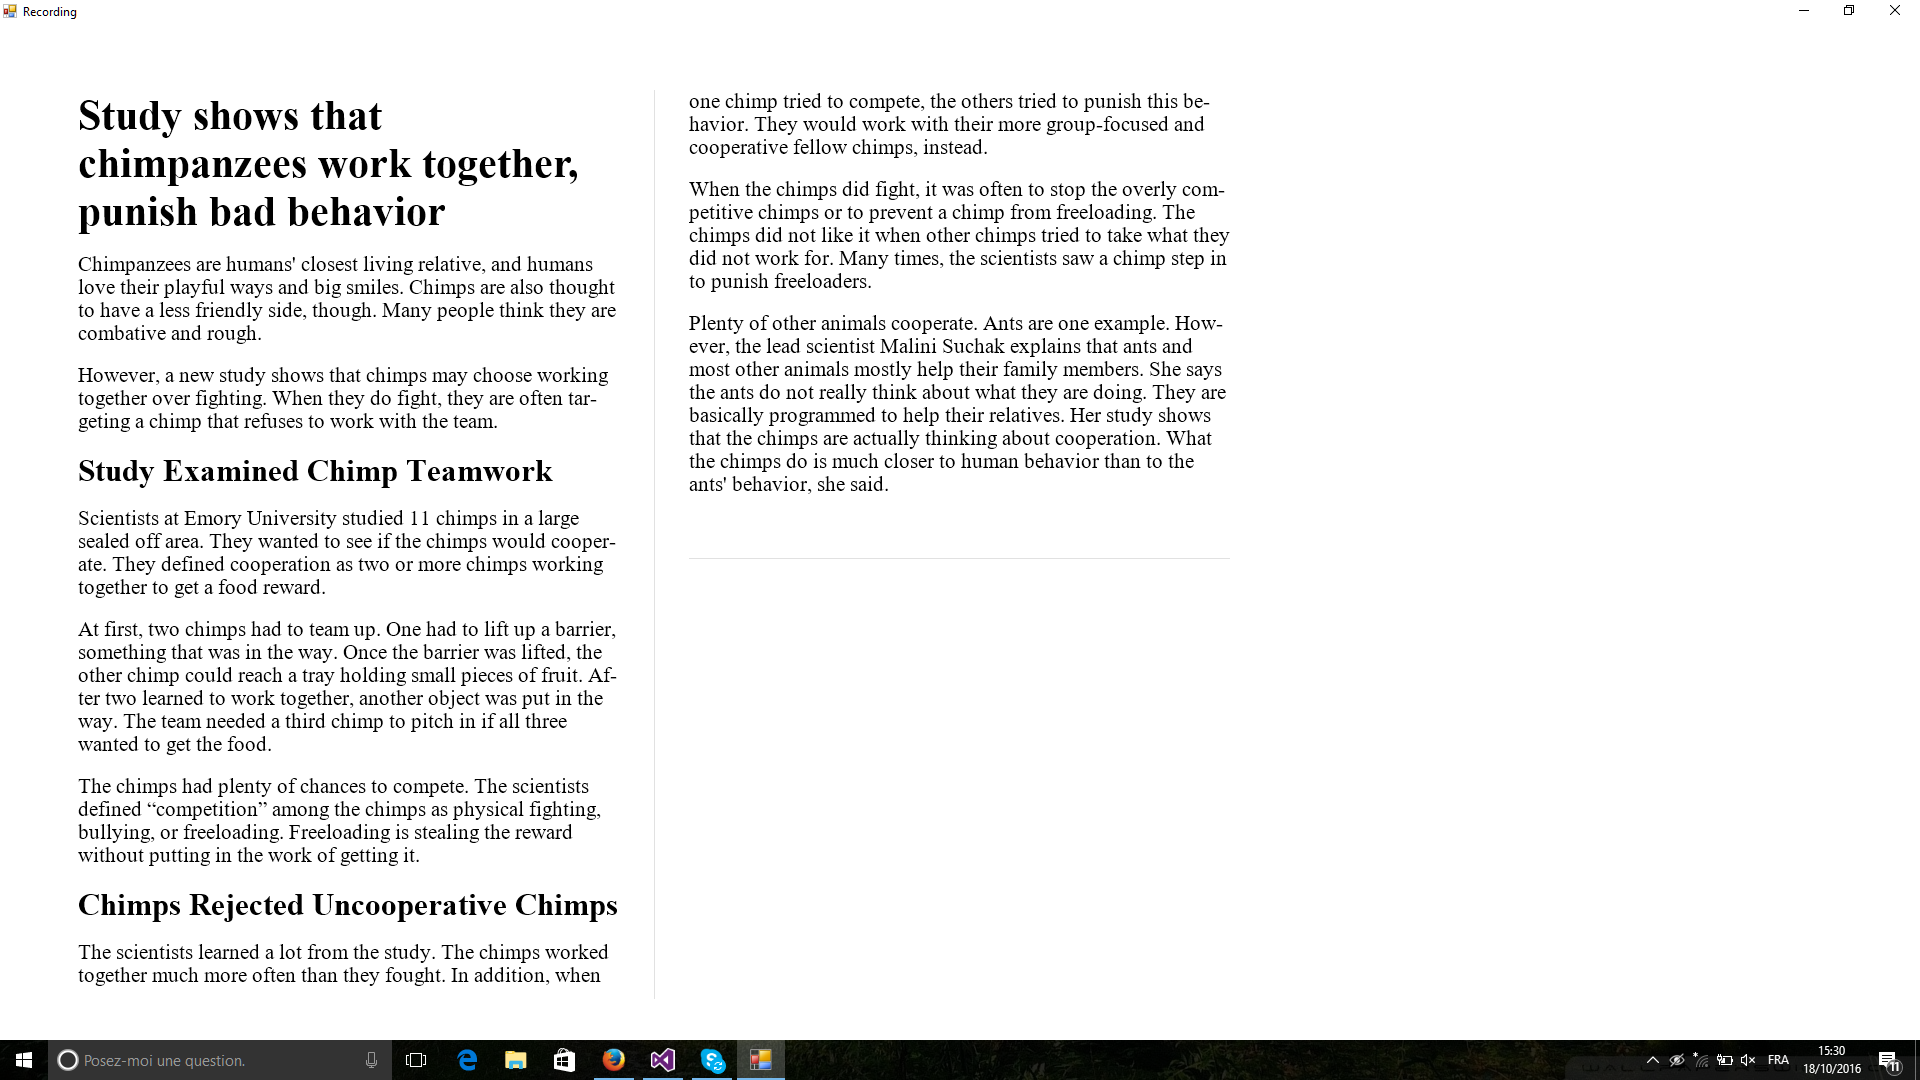 Recording
Study shows that
chimpanzees work together,
punish bad behavior
Chimpanzees are humans' closest living relative, and humans
love their playful ways and big smiles. Chimps are also thought
to have a less friendly side, though. Many people think they are
combative and rough.
However, a new study shows that chimps may choose working
together over fighting. When they do fight, they are often tar-
geting a chimp that refuses to work with the team.
Study Examined Chimp Teamwork
Scientists at Emory University studied 11 chimps in a large
sealed off area. They wanted to see if the chimps would cooper-
ate. They defined cooperation as two or more chimps working
together to get a food reward.
At first, two chimps had to team up. One had to lift up a barrier,
something that was in the way. Once the barrier was lifted, the
other chimp could reach a tray holding small pieces of fruit. Af-
ter two learned to work together, another object was put in the
way. The team needed a third chimp to pitch in if all three
wanted to get the food.
The chimps had plenty of chances to compete. The scientists
defined “competition” among the chimps as physical fighting,
bullying, or freeloading. Freeloading is stealing the reward
without putting in the work of getting it.
Chimps Rejected Uncooperative Chimps
The scientists learned a lot from the study. The chimps worked
together much more often than they fought. In addition, when
one chimp tried to compete, the others tried to punish this be-
havior. They would work with their more group-focused and
cooperative fellow chimps, instead.
When the chimps did fight, it was often to stop the overly com-
petitive chimps or to prevent a chimp from freeloading. The
chimps did not like it when other chimps tried to take what they
did not work for. Many times, the scientists saw a chimp step in
to punish freeloaders.
Plenty of other animals cooperate. Ants are one example. How-
ever, the lead scientist Malini Suchak explains that ants and
most other animals mostly help their family members. She says
the ants do not really think about what they are doing. They are
basically programmed to help their relatives. Her study shows
that the chimps are actually thinking about cooperation. What
the chimps do is much closer to human behavior than to the
ants' behavior, she said.
Posez-moi une question.
FRA
15:30
18/10/2016
11